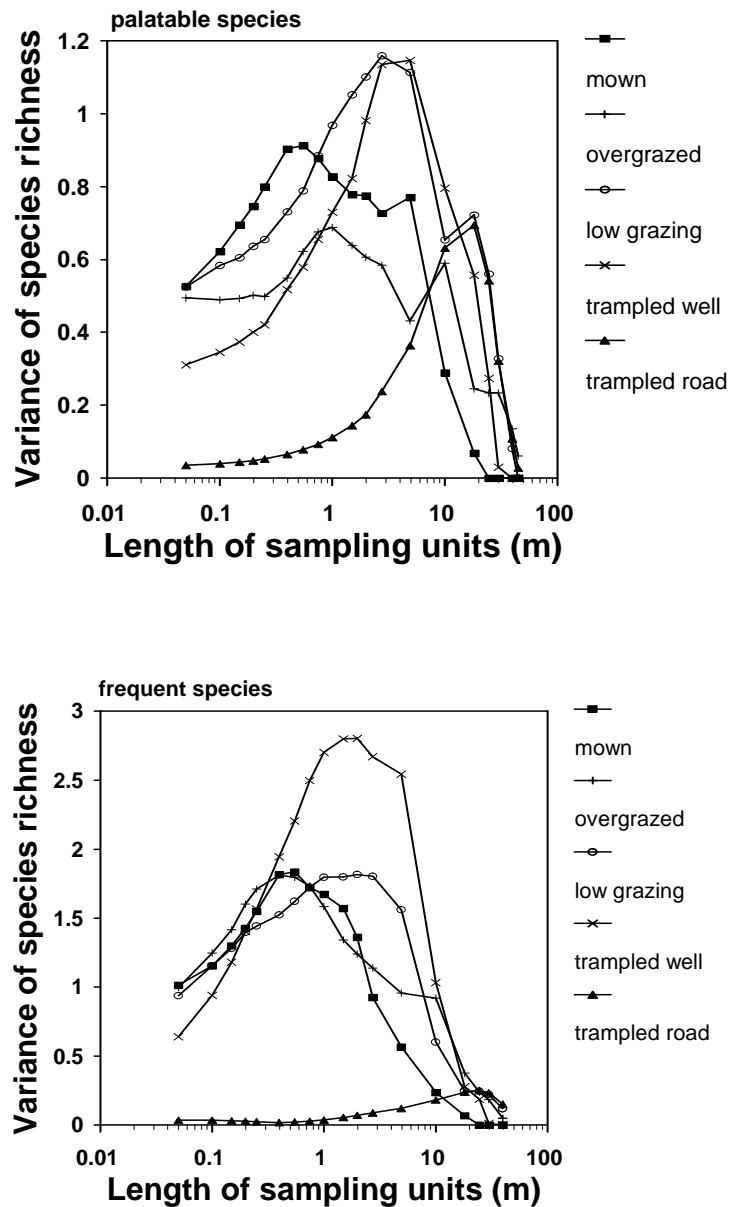 palatable species
Variance of species richness
1.2
1
0.8
0.6
0.4
0.2
0
0.01
0.1
1
10
100
Length of sampling units (m)
mown
overgrazed
low grazing
trampled well
trampled road
frequent species
Variance of species richness
3
2.5
2
1.5
1
0.5
0
0.01
0.1
1
10
100
Length of sampling units (m)
mown
overgrazed
low grazing
trampled well
trampled road